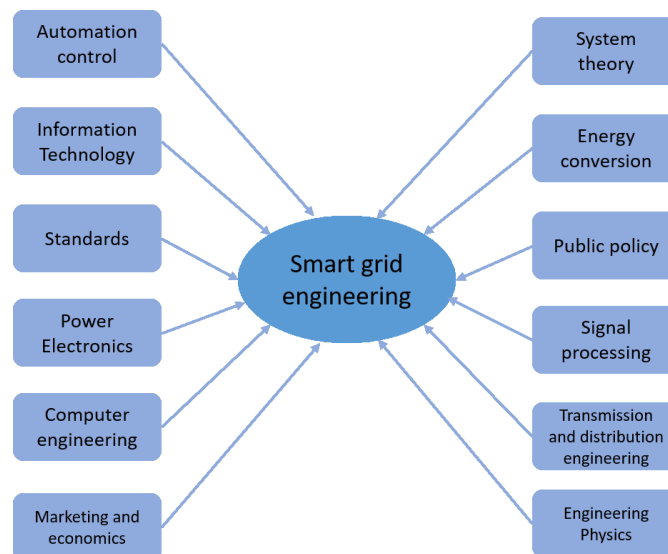 Automation
control
Information
Technology
Standards
Power
Electronics
Computer
engineering
Marketing and
economics
Smart grid
engineering
System
theory
Energy
conversion
Public policy
Signal
processing
Transmission
and distribution
engineering
Engineering
Physics